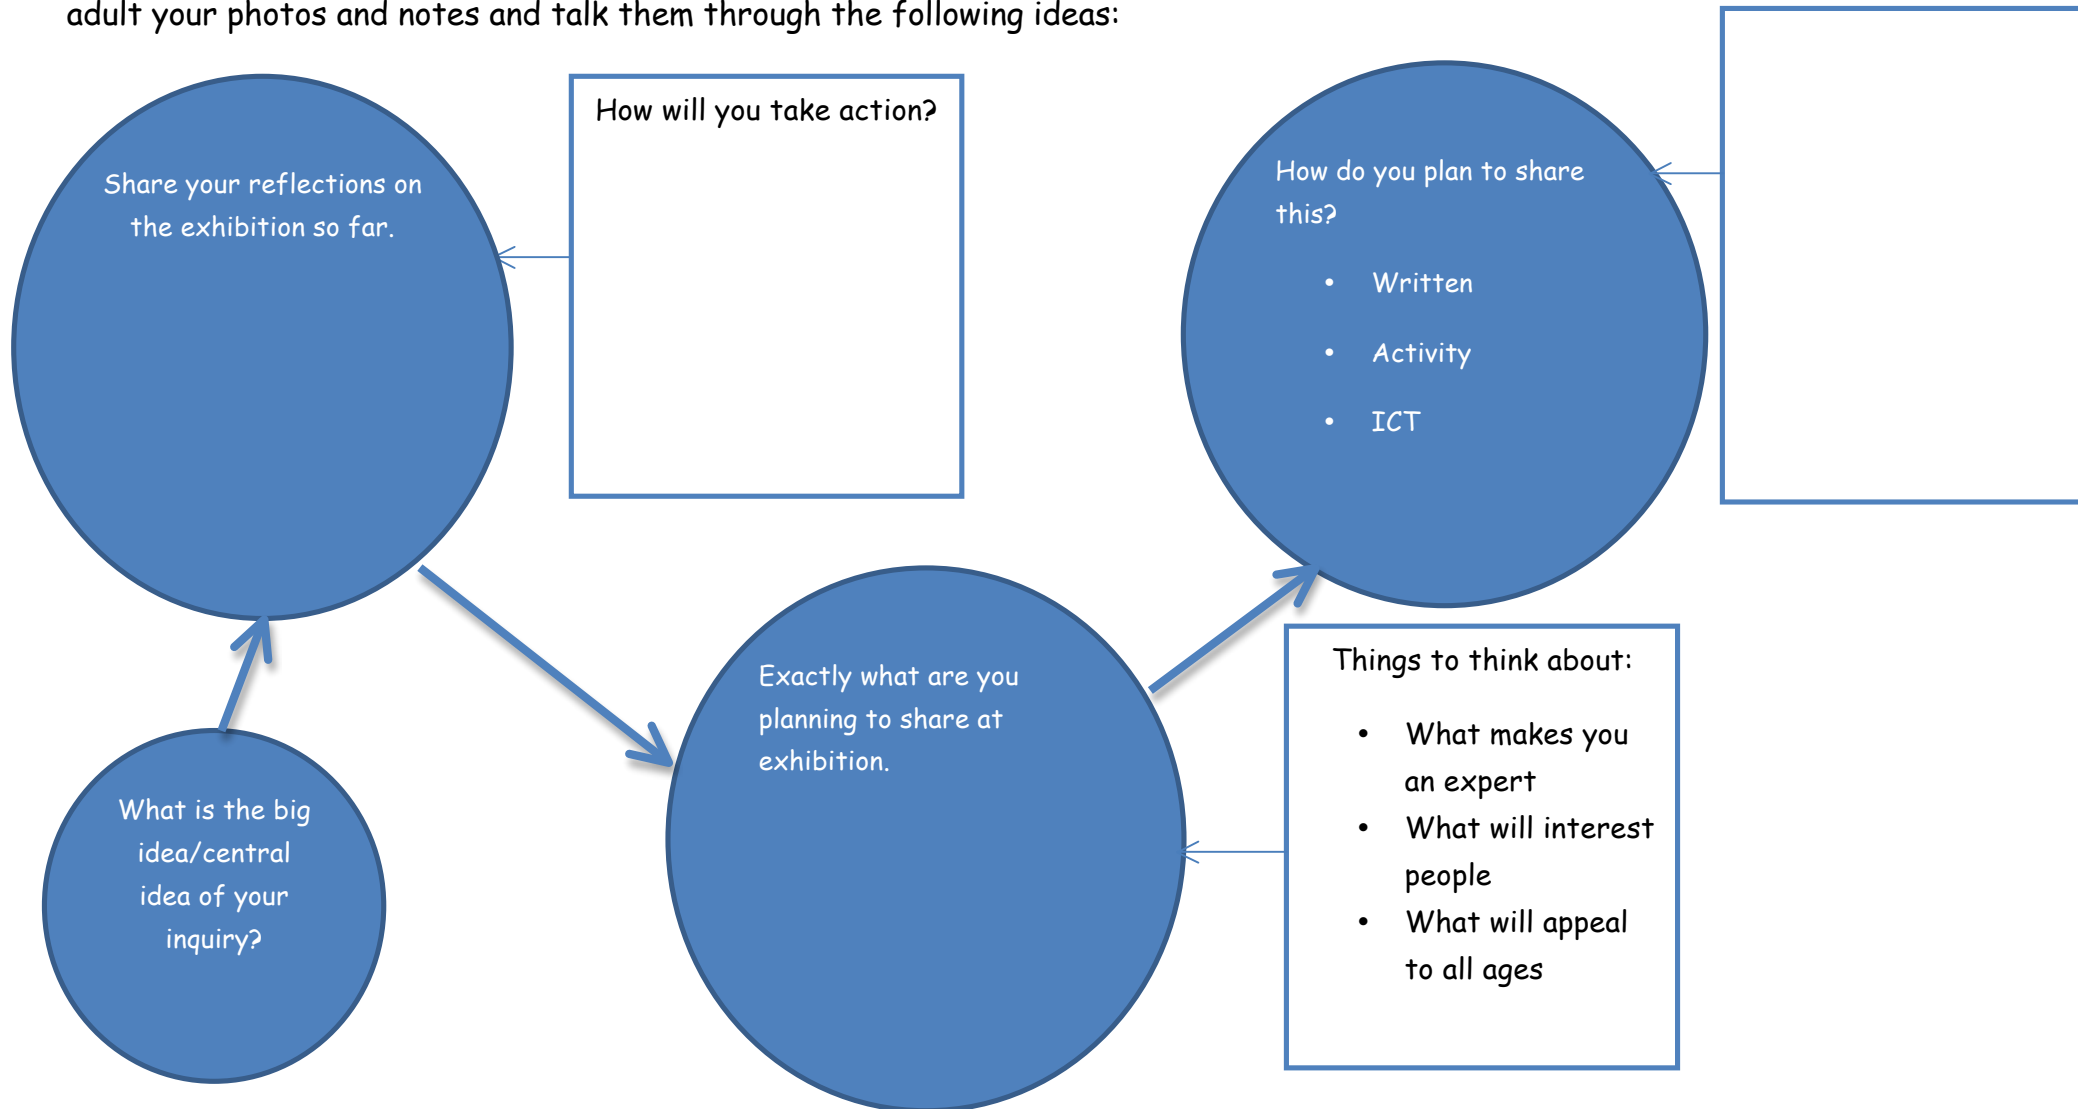 adult your photos and notes and talk them through the following ideas:
Share your reflections on
the exhibition so far.
How will you take action?
How do you plan to share
this?
• Written
• Activity
• ICT
What is the big
idea/central
idea of your
inquiry?
Exactly what are you
planning to share at
exhibition.
Things to think about:
• What makes you
an expert
• What will interest
people
• What will appeal
to all ages